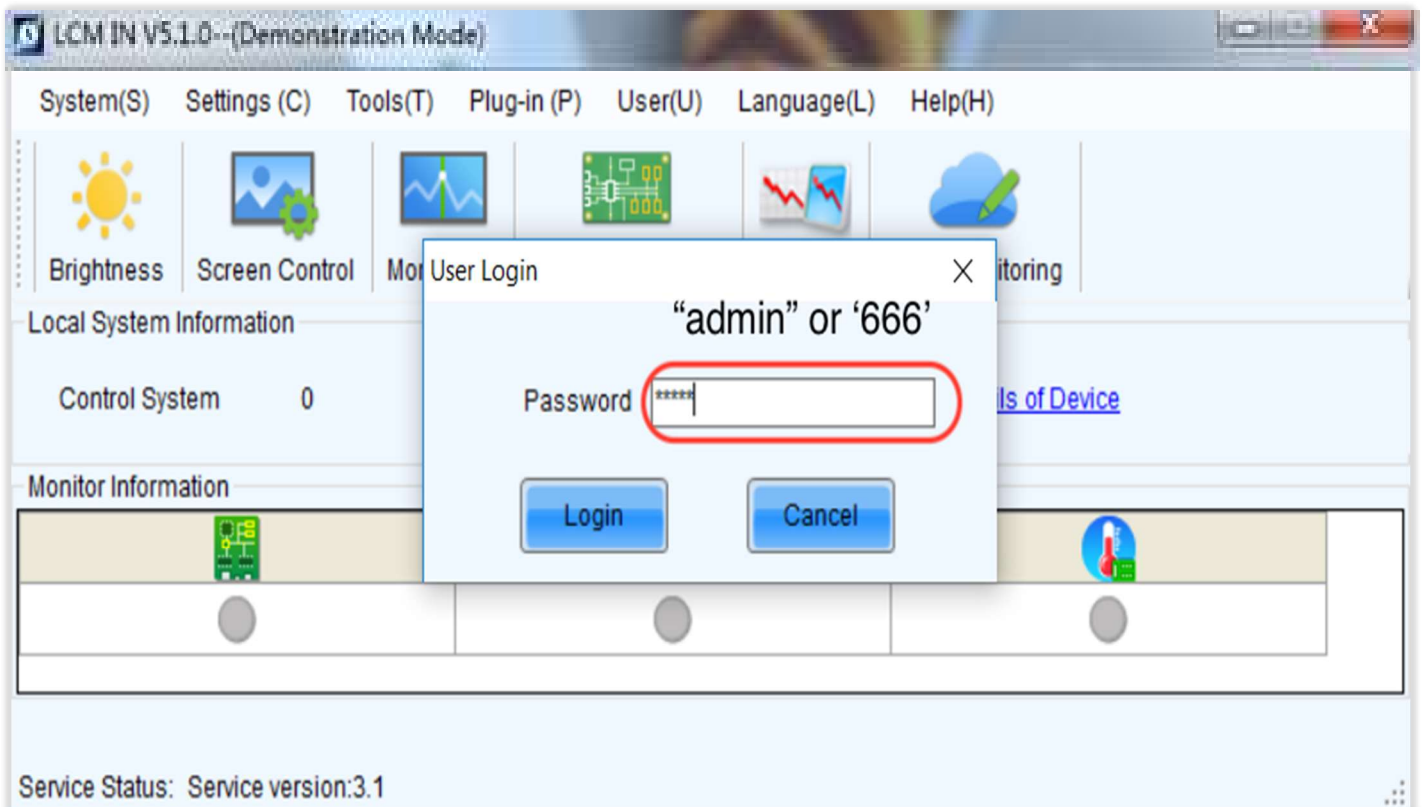 LCM IN V5.1.0--(Demonstration Mode)
System(S) Settings (C) Tools(T) Plug-in (P) User(U) Language(L) Help(H)
Brightness Screen Control Mor itoring
User Login
“admin” or ‘666’
Local System Information
Control System 0
Password *****
ils of Device
Login Cancel
Monitor Information
Service Status: Service version:3.1